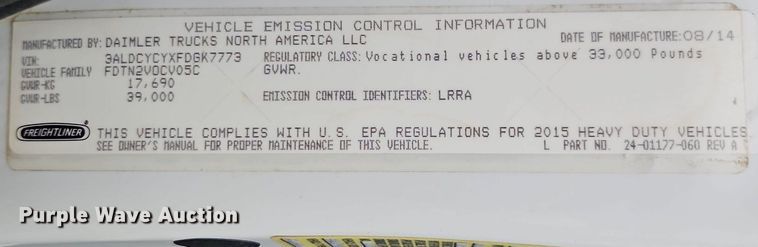 VEHICLE EMISSION CONTROL INFORMATION
MANUFACTURED BY: DAIMLER TRUCKS NORTH AMERICA LLC DATE OF MANUFACTURE: 08/14
VIN: 3ALDCYCYXFDGK7773 REGULATORY CLASS: Vocational vehicles above 33,000 Pounds
VEHICLE FAMILY FDTN2VOCV05C GVWR.
GVWR-KG 17,690
GVWR-LBS 39,000 EMISSION CONTROL IDENTIFIERS: LRRA
FREIGHTLINER THIS VEHICLE COMPLIES WITH U.S. EPA REGULATIONS FOR 2015 HEAVY DUTY VEHICLES
SEE OWNER'S MANUAL FOR PROPER MAINTENANCE OF THIS VEHICLE. L PART NO. 24-01177-060 REV A
Purple Wave Auction